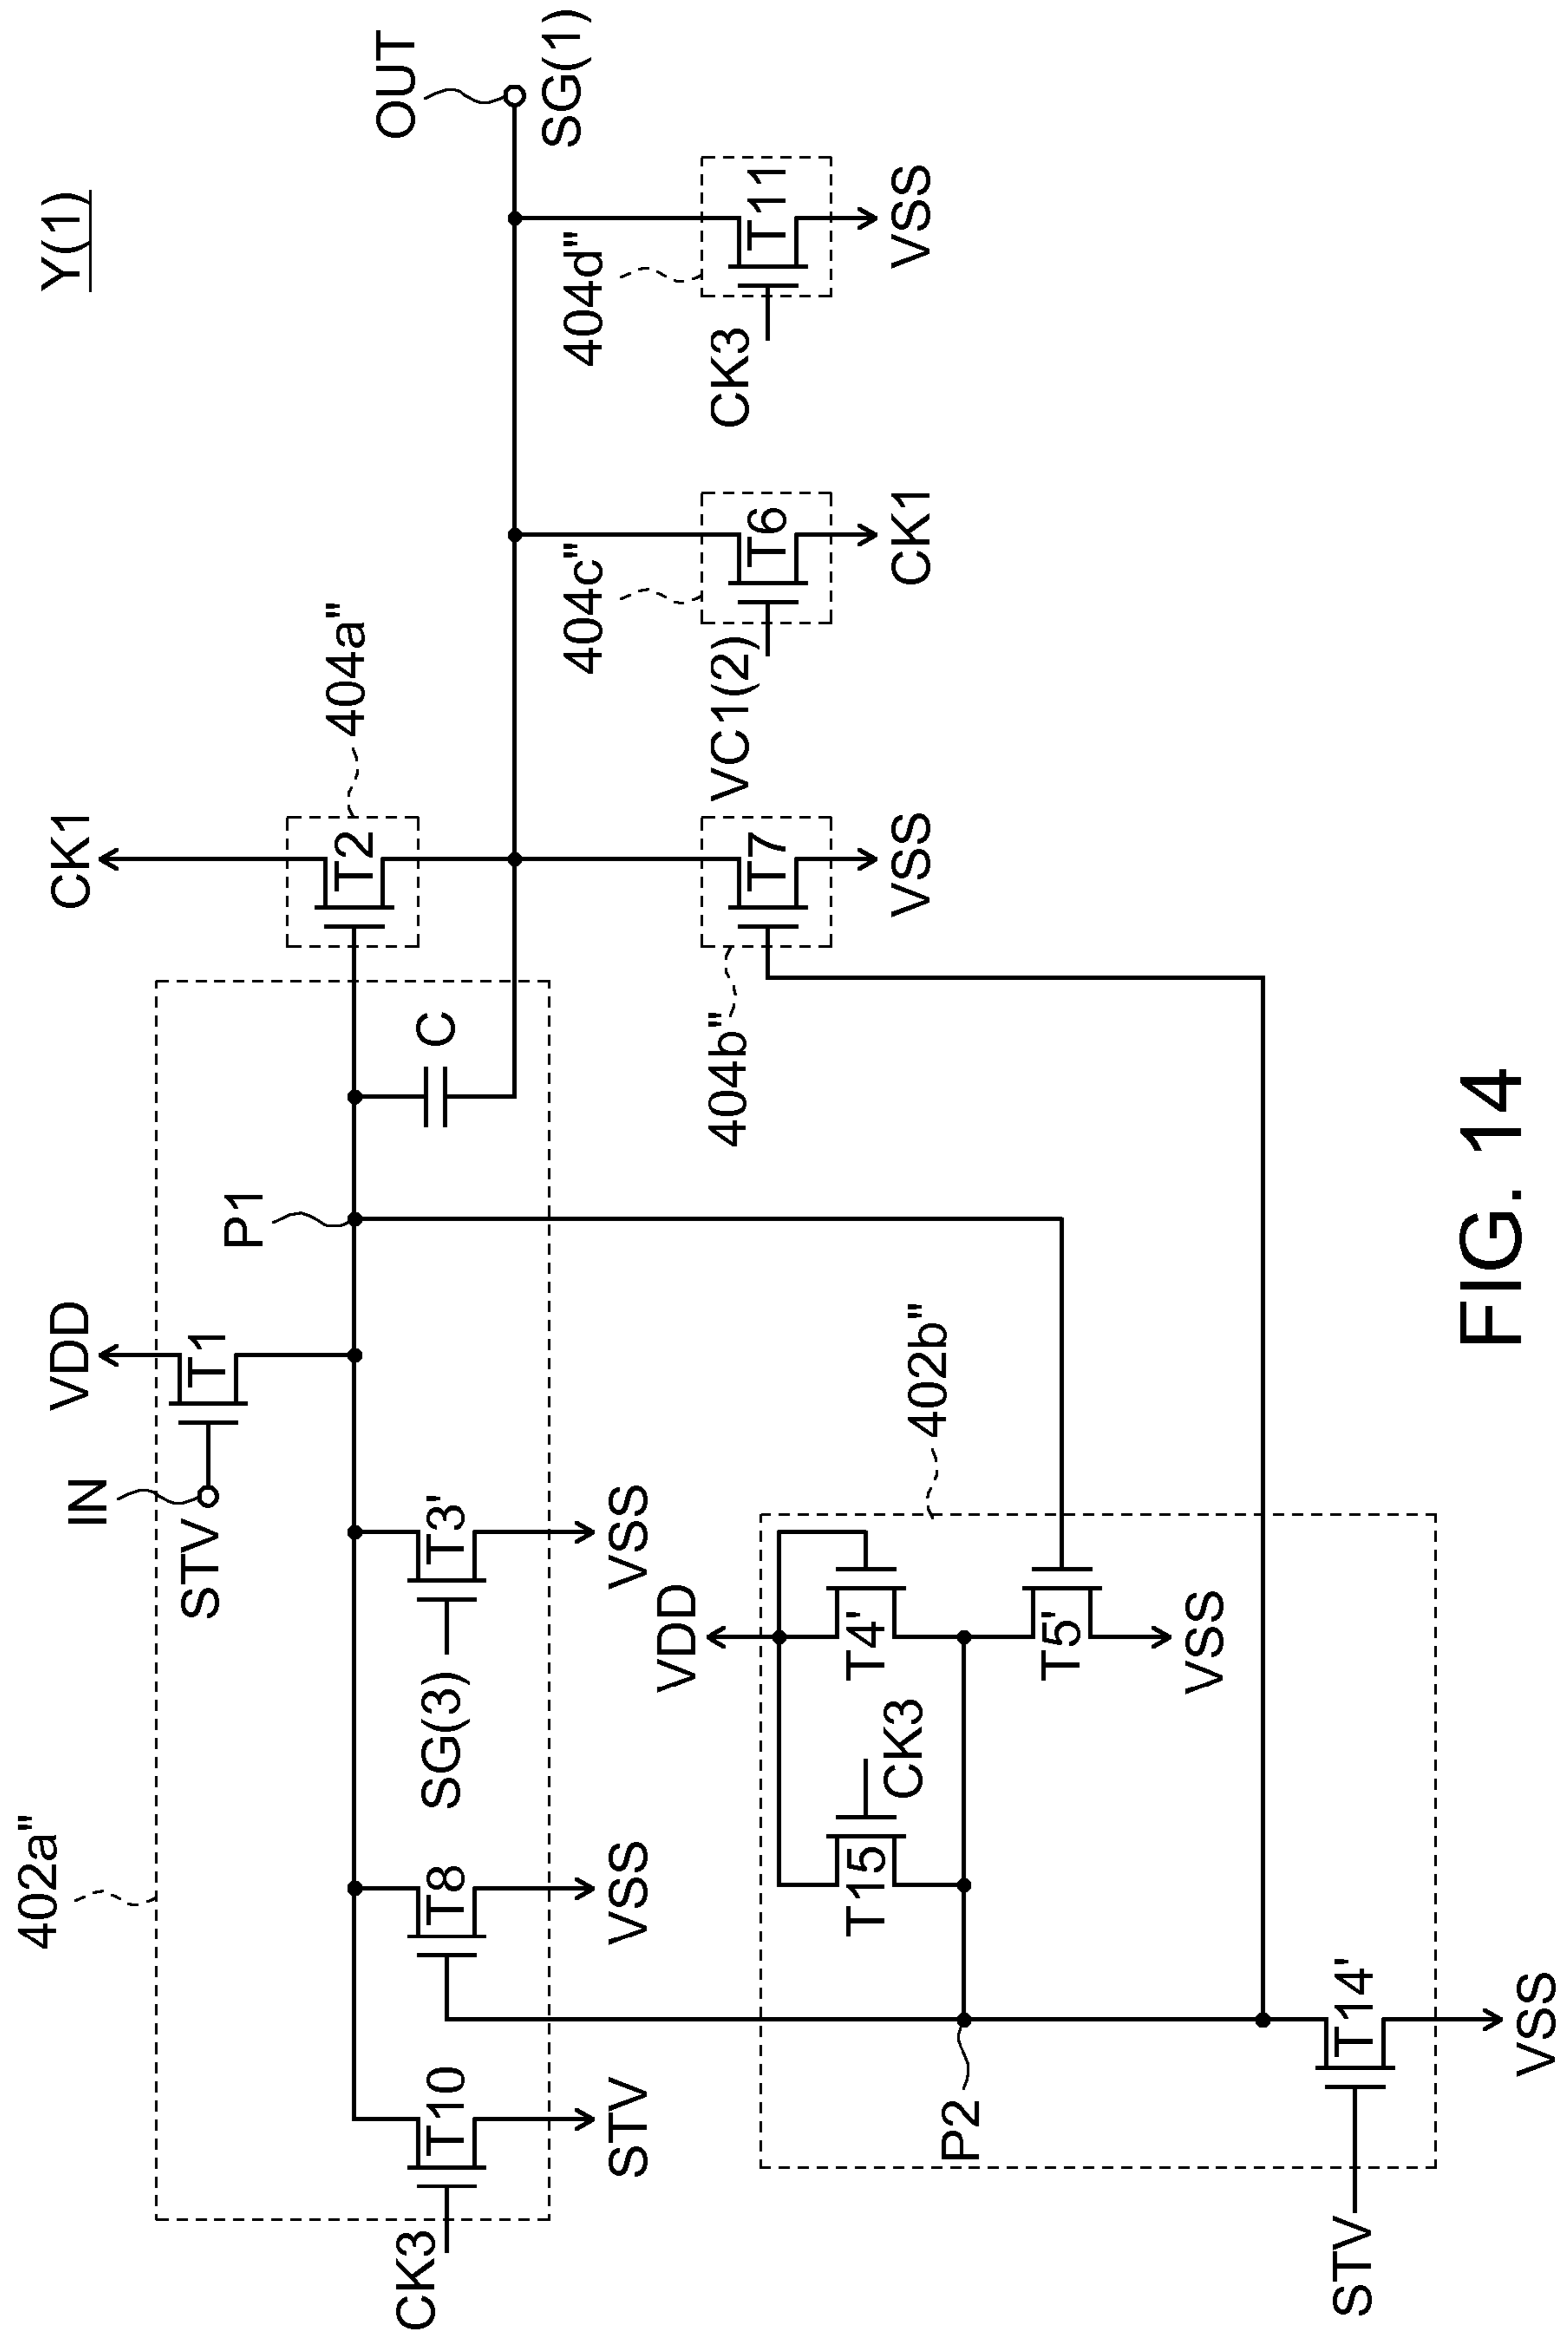 Y(1)
OUT
SG(1)
CK1
404a"
T2
404d"
T11
CK3
VSS
404c"
T6
VC1(2)
CK1
404b"
T7
VSS
C
P1
VDD
T1
IN
STV
402a"
T3'
SG(3)
VSS
T8
VSS
T10
CK3
STV
402b"
VDD
T4'
T15
CK3
T5'
VSS
P2
T14'
STV
VSS
FIG. 14